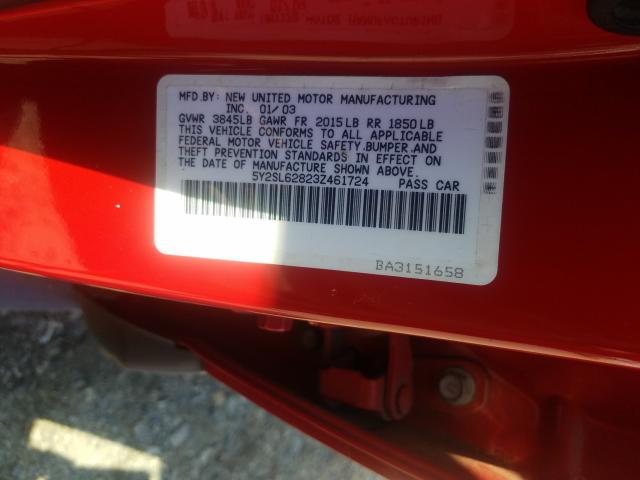 MFD.BY: NEW UNITED MOTOR MANUFACTURING
INC. 01/03
GVWR 3845LB GAWR FR 2015LB RR 1850LB
THIS VEHICLE CONFORMS TO ALL APPLICABLE
FEDERAL MOTOR VEHICLE SAFETY,BUMPER,AND
THEFT PREVENTION STANDARDS IN EFFECT ON
THE DATE OF MANUFACTURE SHOWN ABOVE.
5Y2SL62823Z461724 PASS CAR
BA3151658